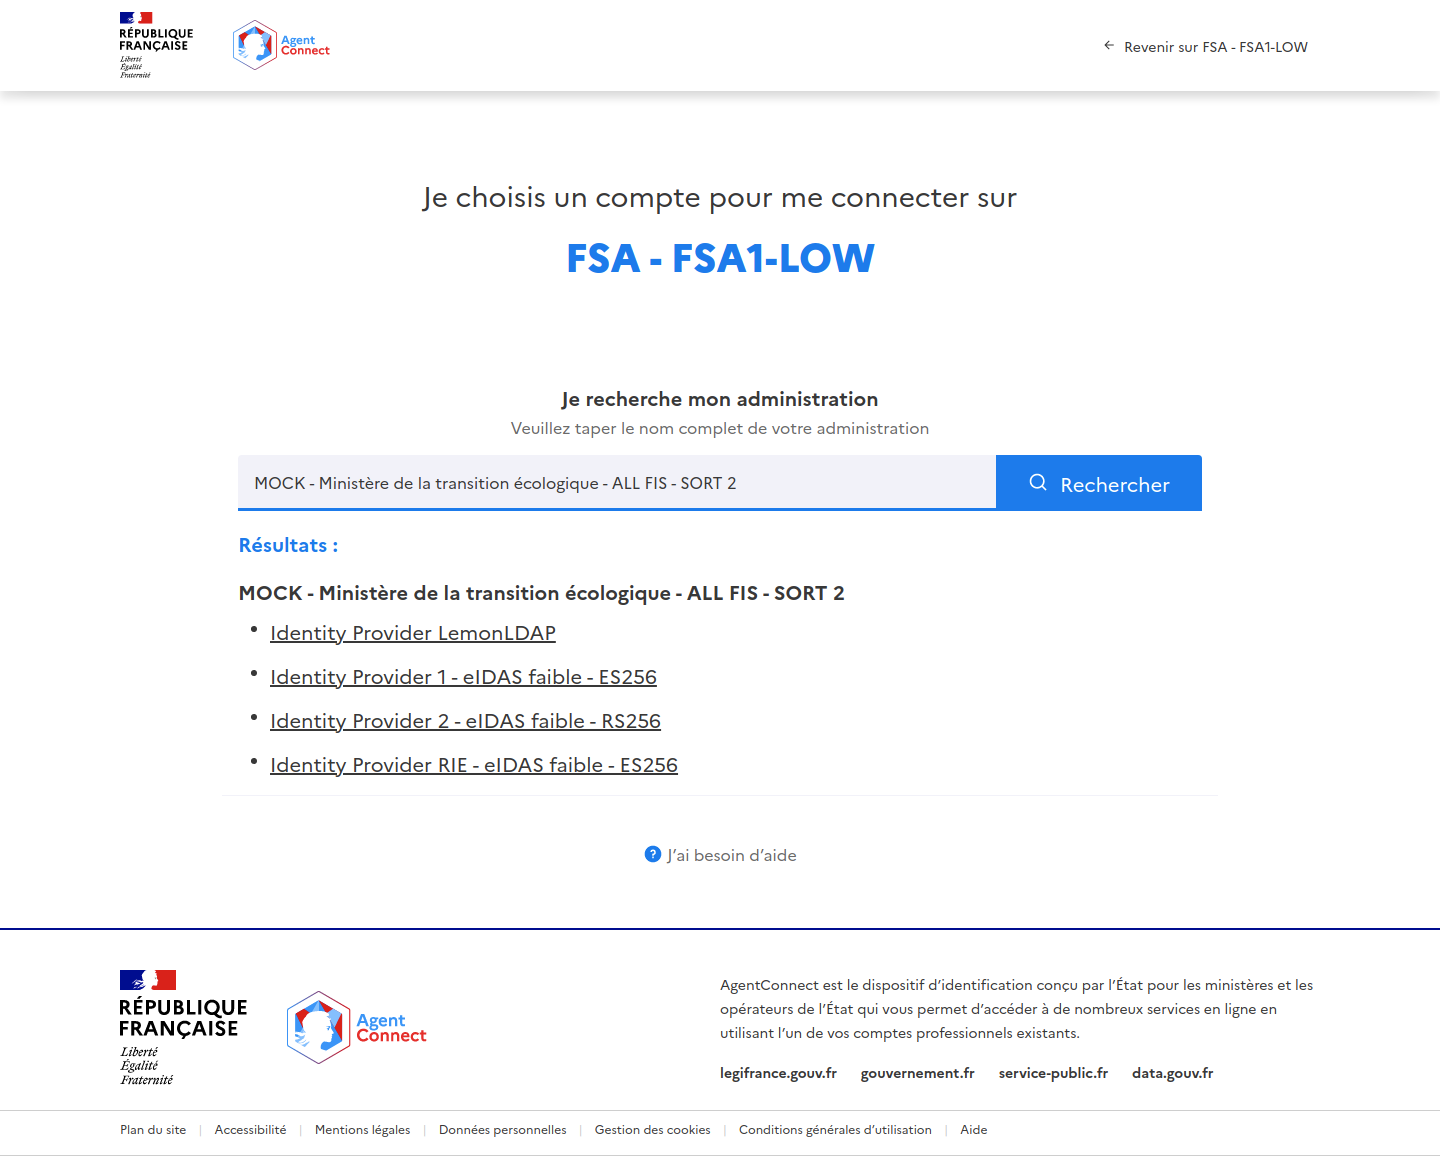 RÉPUBLIQUE
FRANÇAISE
Liberté
Égalité
Fraternité
Agent
Connect
Revenir sur FSA - FSA1-LOW
Je choisis un compte pour me connecter sur
FSA - FSA1-LOW
Je recherche mon administration
Veuillez taper le nom complet de votre administration
MOCK - Ministère de la transition écologique - ALL FIS - SORT 2
Rechercher
Résultats :
MOCK - Ministère de la transition écologique - ALL FIS - SORT 2
Identity Provider LemonLDAP
Identity Provider 1 - eIDAS faible - ES256
Identity Provider 2 - eIDAS faible - RS256
Identity Provider RIE - eIDAS faible - ES256
J’ai besoin d’aide
RÉPUBLIQUE
FRANÇAISE
Liberté
Égalité
Fraternité
Agent
Connect
AgentConnect est le dispositif d’identification conçu par l’État pour les ministères et les
opérateurs de l’État qui vous permet d’accéder à de nombreux services en ligne en
utilisant l’un de vos comptes professionnels existants.
legifrance.gouv.fr gouvernement.fr service-public.fr data.gouv.fr
Plan du site | Accessibilité | Mentions légales | Données personnelles | Gestion des cookies | Conditions générales d’utilisation | Aide